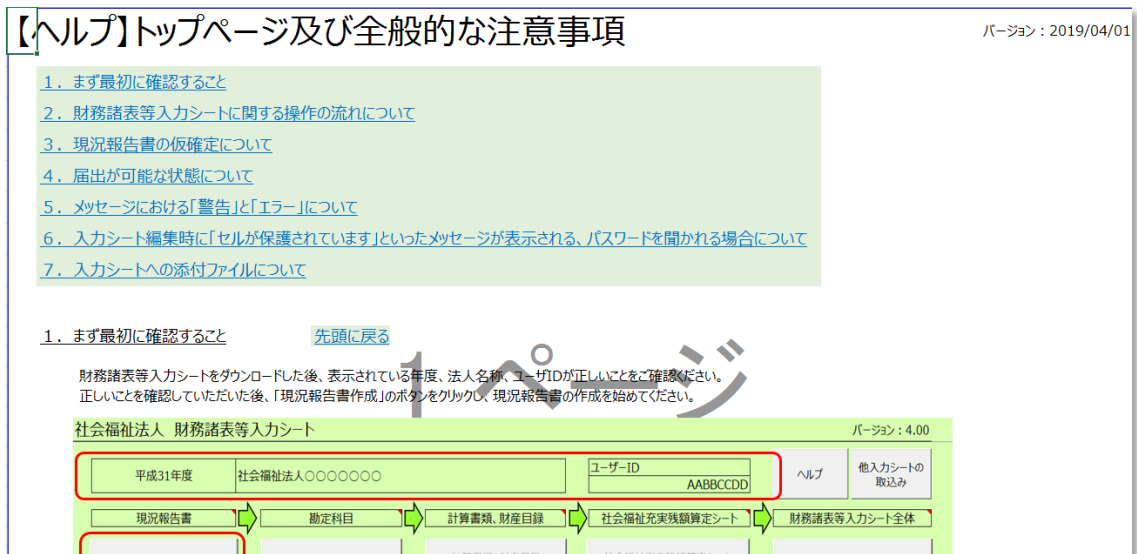 【ヘルプ】トップページ及び全般的な注意事項
バージョン：2019/04/01
１．まず最初に確認すること
２．財務諸表等入力シートに関する操作の流れについて
３．現況報告書の仮確定について
４．届出が可能な状態について
５．メッセージにおける「警告」と「エラー」について
６．入力シート編集時に「セルが保護されています」といったメッセージが表示される、パスワードを聞かれる場合について
７．入力シートへの添付ファイルについて
１．まず最初に確認すること 先頭に戻る
1 ページ
財務諸表等入力シートをダウンロードした後、表示されている年度、法人名称、ユーザIDが正しいことをご確認ください。
正しいことを確認していただいた後、「現況報告書作成」のボタンをクリックし、現況報告書の作成を始めてください。
社会福祉法人 財務諸表等入力シート
バージョン：4.00
平成31年度 社会福祉法人○○○○○○○ ユーザーID
AABBCCDD
ヘルプ
他入力シートの
取込み
現況報告書 勘定科目 計算書類、財産目録 社会福祉充実残額算定シート 財務諸表等入力シート全体